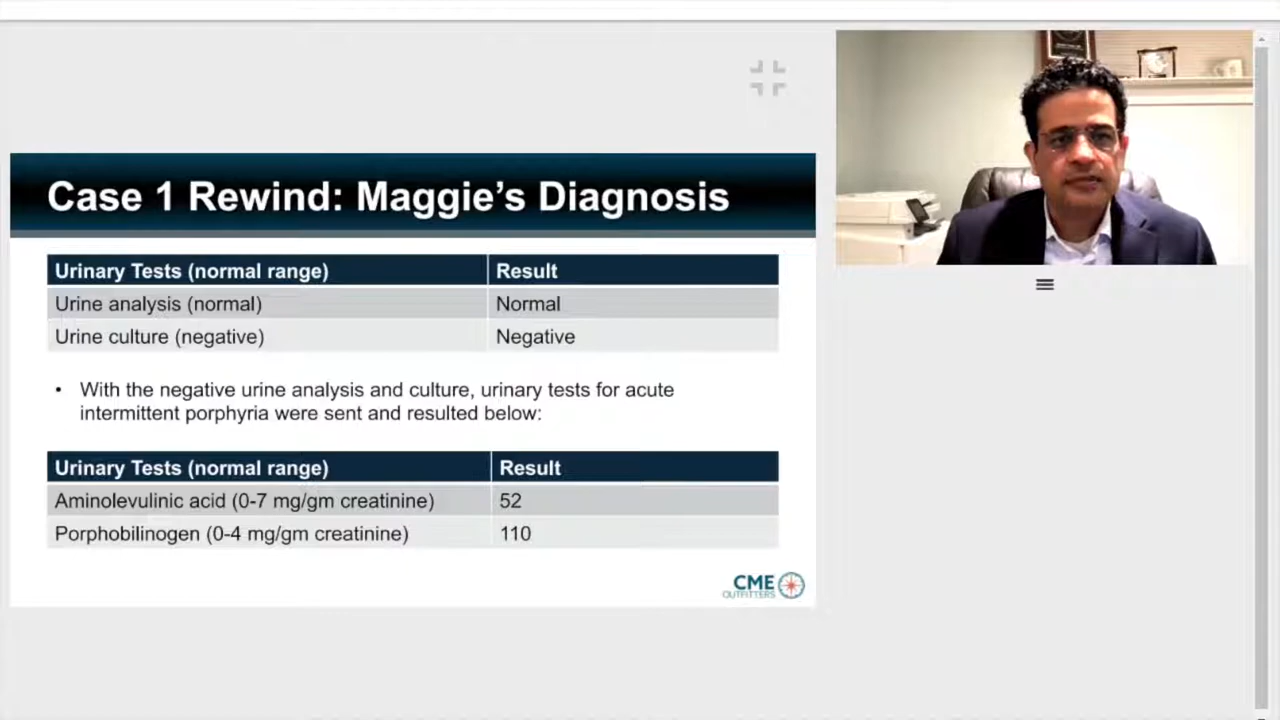 Case 1 Rewind: Maggie's Diagnosis
Urinary Tests (normal range) Result
Urine analysis (normal) Normal
Urine culture (negative) Negative
• With the negative urine analysis and culture, urinary tests for acute
intermittent porphyria were sent and resulted below:
Urinary Tests (normal range) Result
Aminolevulinic acid (0-7 mg/gm creatinine) 52
Porphobilinogen (0-4 mg/gm creatinine) 110
CME
OUTFITTERS